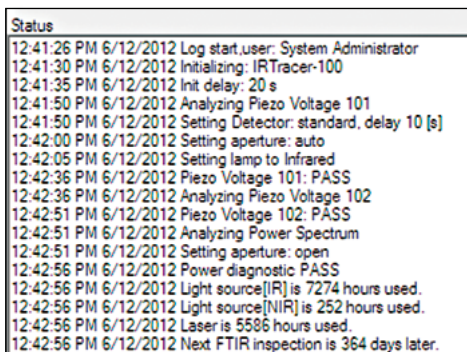 Status
12:41:26 PM 6/12/2012 Log start,user: System Administrator
12:41:30 PM 6/12/2012 Initializing: IRTracer-100
12:41:35 PM 6/12/2012 Init delay: 20 s
12:41:50 PM 6/12/2012 Analyzing Piezo Voltage 101
12:41:50 PM 6/12/2012 Setting Detector: standard, delay 10 [s]
12:42:00 PM 6/12/2012 Setting aperture: auto
12:42:05 PM 6/12/2012 Setting lamp to Infrared
12:42:36 PM 6/12/2012 Piezo Voltage 101: PASS
12:42:36 PM 6/12/2012 Analyzing Piezo Voltage 102
12:42:51 PM 6/12/2012 Piezo Voltage 102: PASS
12:42:51 PM 6/12/2012 Analyzing Power Spectrum
12:42:51 PM 6/12/2012 Setting aperture: open
12:42:56 PM 6/12/2012 Power diagnostic PASS
12:42:56 PM 6/12/2012 Light source[IR] is 7274 hours used.
12:42:56 PM 6/12/2012 Light source[NIR] is 252 hours used.
12:42:56 PM 6/12/2012 Laser is 5586 hours used.
12:42:56 PM 6/12/2012 Next FTIR inspection is 364 days later.